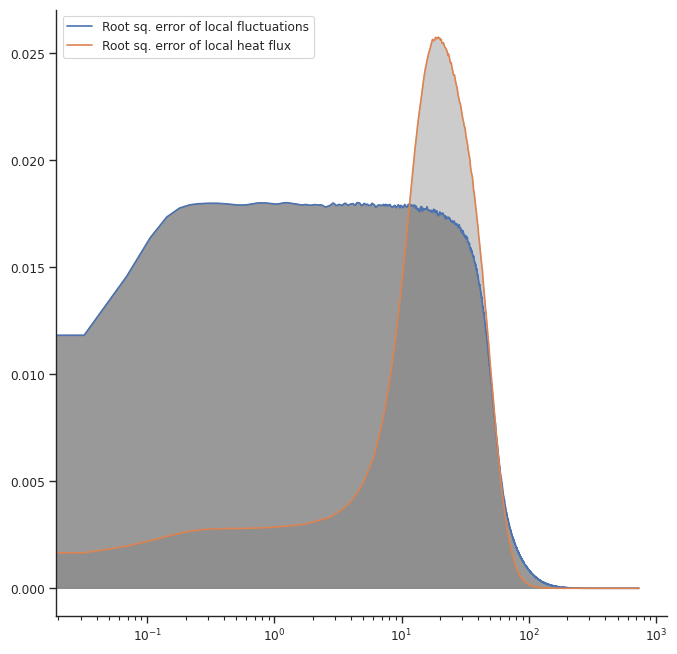 Root sq. error of local fluctuations
Root sq. error of local heat flux
0.025
0.020
0.015
0.010
0.005
0.000
10⁻¹ 10⁰ 10¹ 10² 10³